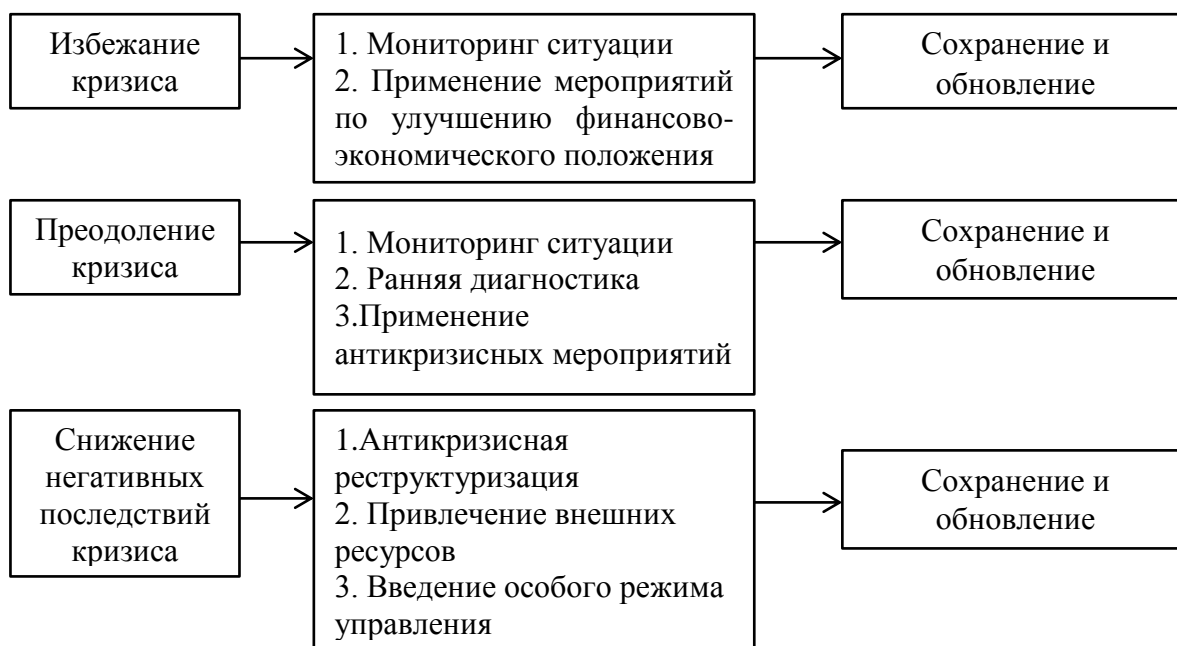 Избежание
кризиса
1. Мониторинг ситуации
2. Применение мероприятий
по улучшению финансово-
экономического положения
Сохранение и
обновление
Преодоление
кризиса
1. Мониторинг ситуации
2. Ранняя диагностика
3.Применение
антикризисных мероприятий
Сохранение и
обновление
Снижение
негативных
последствий
кризиса
1.Антикризисная
реструктуризация
2. Привлечение внешних
ресурсов
3. Введение особого режима
управления
Сохранение и
обновление